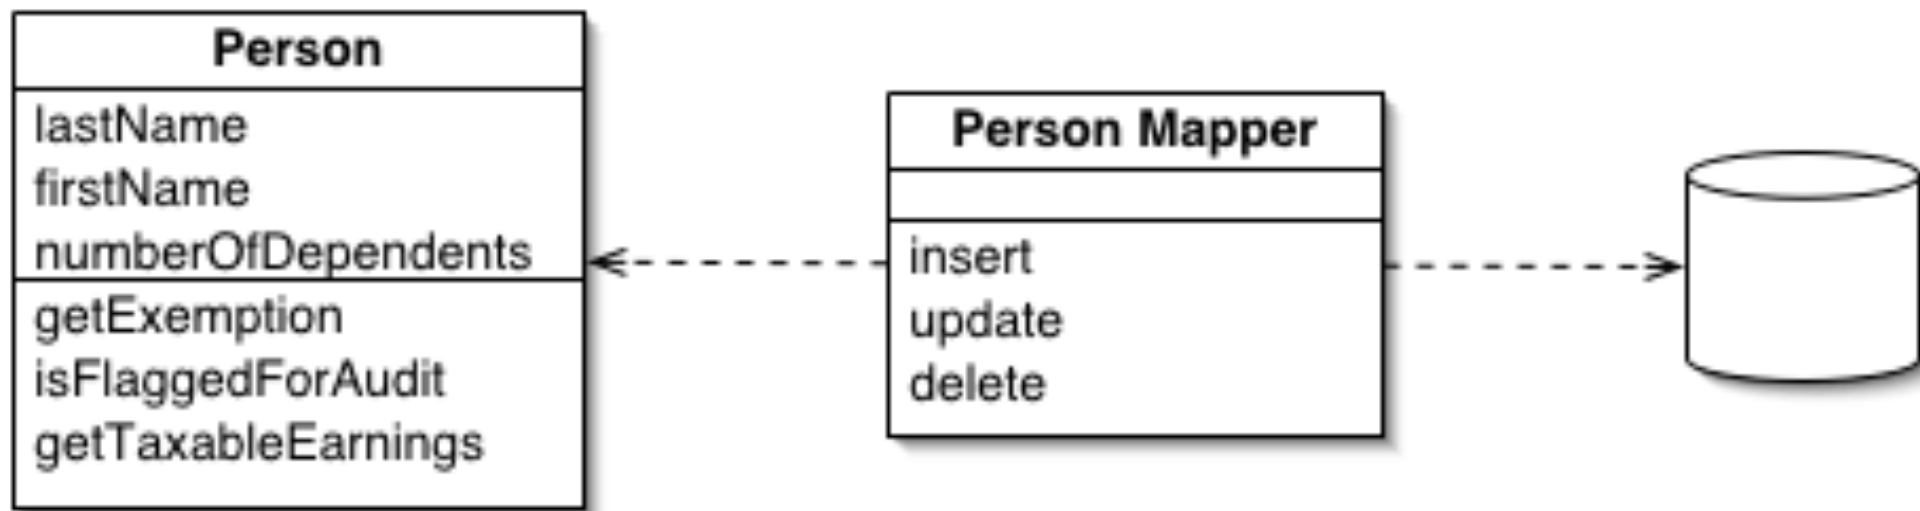 Person
lastName
firstName
numberOfDependents
getExemption
isFlaggedForAudit
getTaxableEarnings
Person Mapper
insert
update
delete